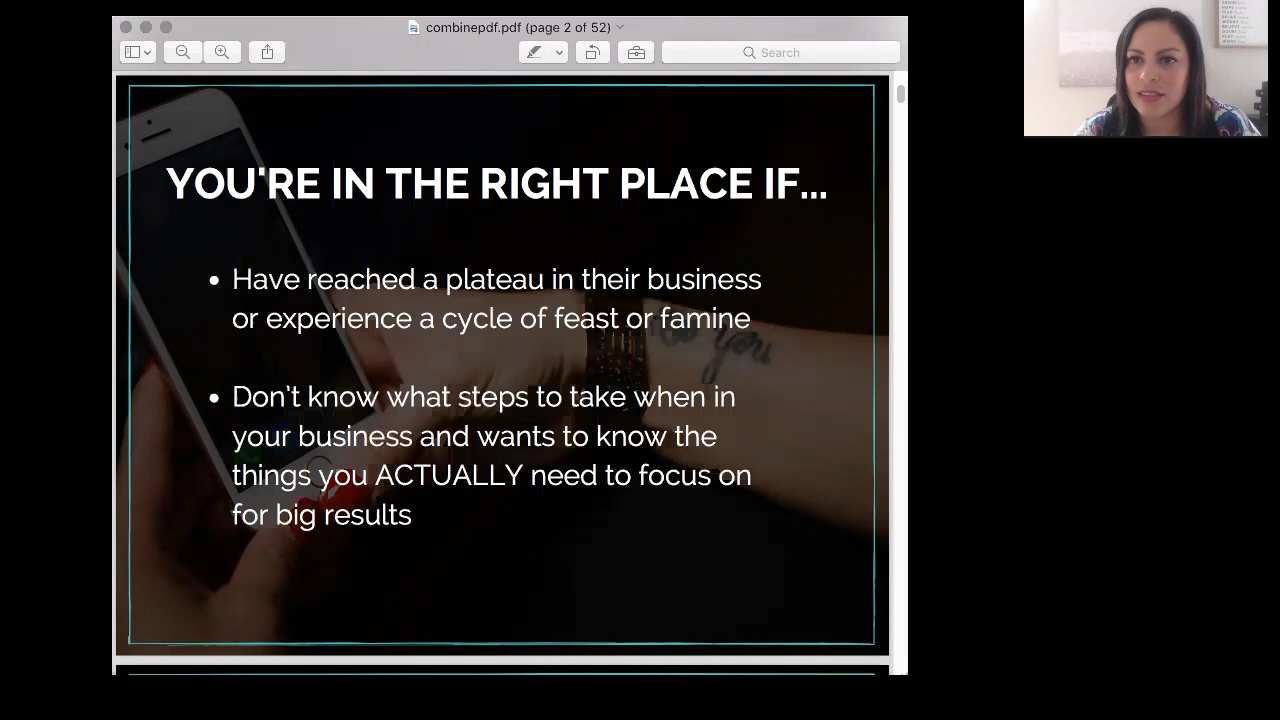 combinepdf.pdf (page 2 of 52)
Search
YOU'RE IN THE RIGHT PLACE IF...
• Have reached a plateau in their business
or experience a cycle of feast or famine
• Don't know what steps to take when in
your business and wants to know the
things you ACTUALLY need to focus on
for big results
you